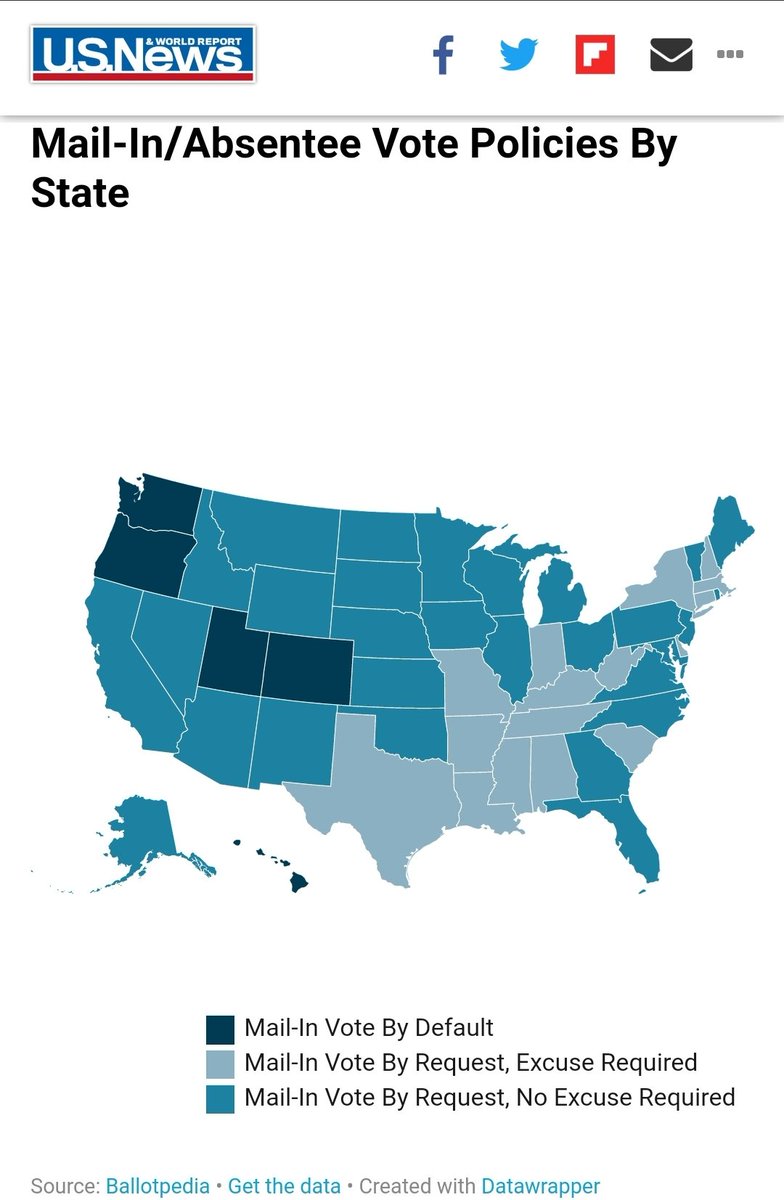 U.S.News
& WORLD REPORT
Mail-In/Absentee Vote Policies By
State
Mail-In Vote By Default
Mail-In Vote By Request, Excuse Required
Mail-In Vote By Request, No Excuse Required
Source: Ballotpedia • Get the data • Created with Datawrapper